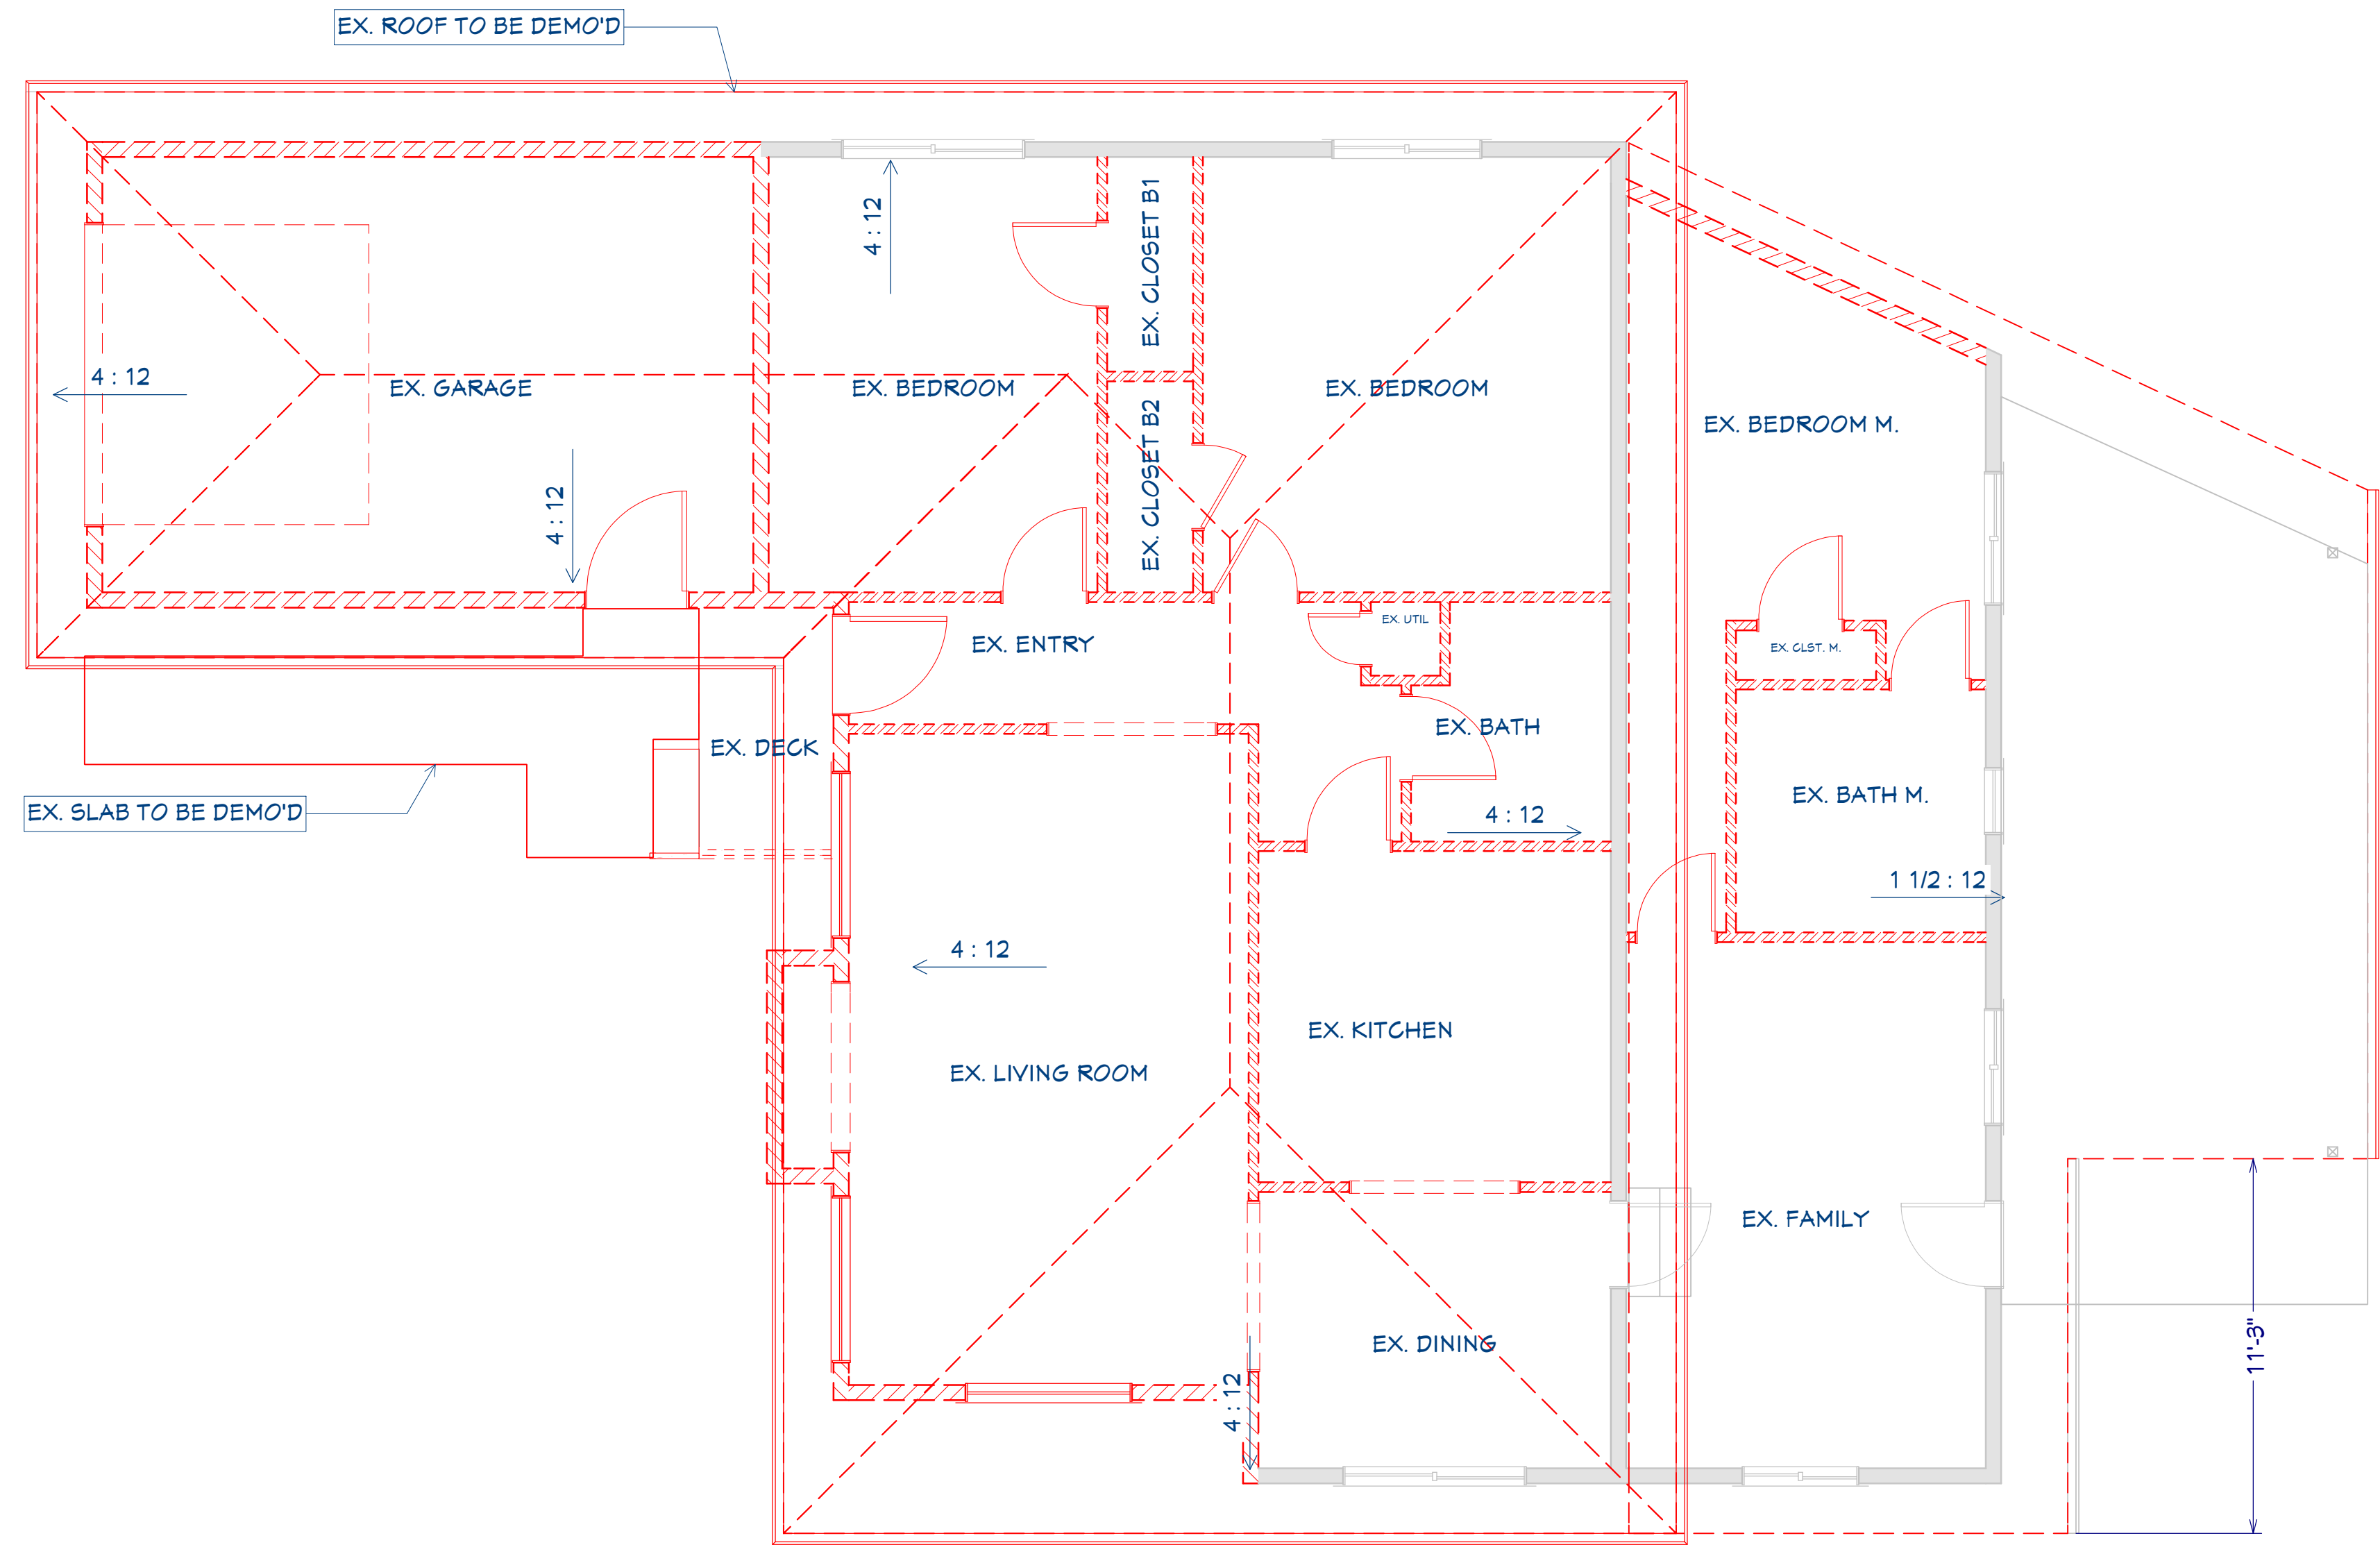 EX. ROOF TO BE DEMO'D
4 : 12
EX. CLOSET B1
4 : 12
EX. GARAGE
EX. BEDROOM
EX. BEDROOM
EX. BEDROOM M.
4 : 12
EX. CLOSET B2
EX. UTIL
EX. ENTRY
EX. CLST. M.
EX. DECK
EX. BATH
EX. BATH M.
EX. SLAB TO BE DEMO'D
4 : 12
1 1/2 : 12
4 : 12
EX. KITCHEN
EX. LIVING ROOM
EX. FAMILY
EX. DINING
11'-3"
4 : 12